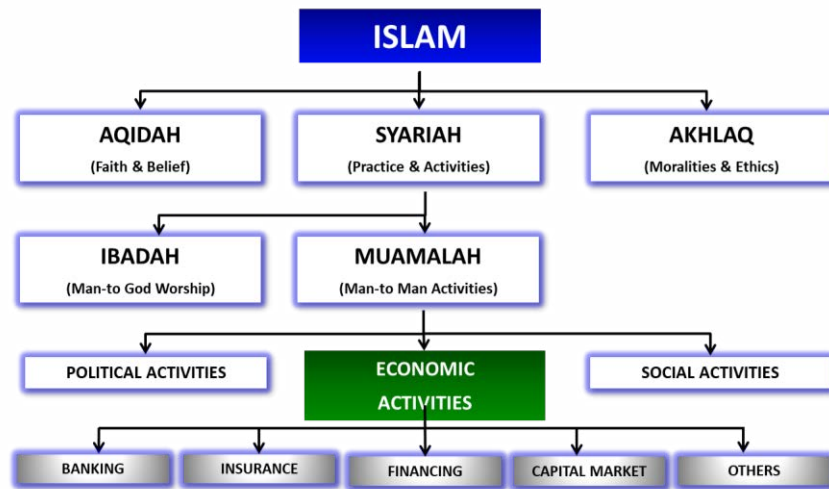 ISLAM
AQIDAH
(Faith & Belief)
SYARIAH
(Practice & Activities)
AKHLAQ
(Moralities & Ethics)
IBADAH
(Man-to God Worship)
MUAMALAH
(Man-to Man Activities)
POLITICAL ACTIVITIES
ECONOMIC
ACTIVITIES
SOCIAL ACTIVITIES
BANKING
INSURANCE
FINANCING
CAPITAL MARKET
OTHERS